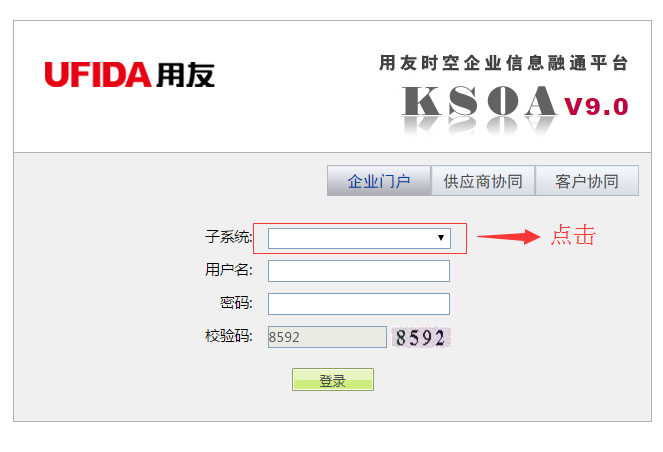 UFIDA用友
用友时空企业信息融通平台
KSOA V9.0
企业门户 供应商协同 客户协同
子系统: 点击
用户名:
密码:
校验码: 8592 8592
登录